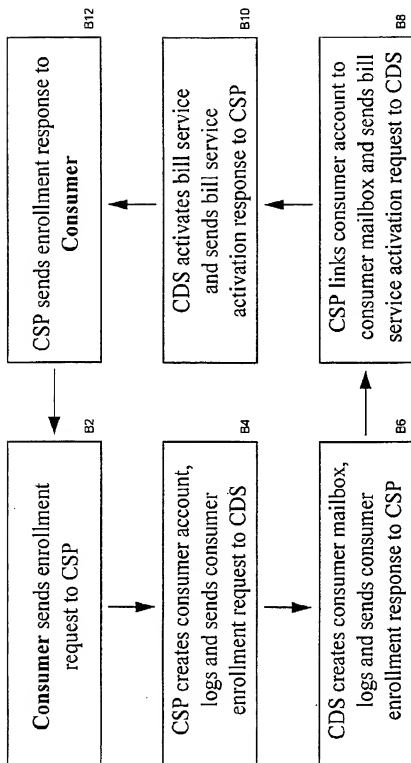 Consumer sends enrollment
request to CSP
B2
CSP creates consumer account,
logs and sends consumer
enrollment request to CDS
B4
CDS creates consumer mailbox,
logs and sends consumer
enrollment response to CSP
B6
CSP links consumer account to
consumer mailbox and sends bill
service activation request to CDS
B8
CDS activates bill service
and sends bill service
activation response to CSP
B10
CSP sends enrollment response to
Consumer
B12